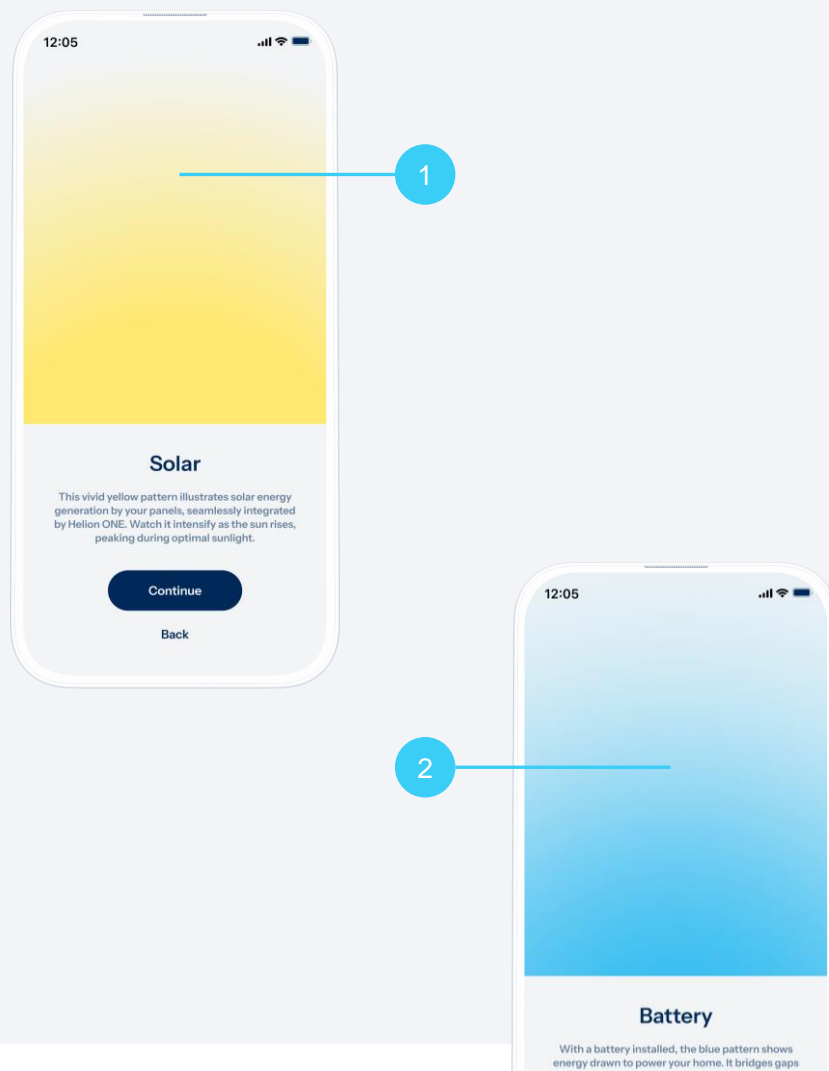 12:05
1
Solar
This vivid yellow pattern illustrates solar energy
generation by your panels, seamlessly integrated
by Helion ONE. Watch it intensify as the sun rises,
peaking during optimal sunlight.
Continue
Back
12:05
2
Battery
With a battery installed, the blue pattern shows
energy drawn to power your home. It bridges gaps